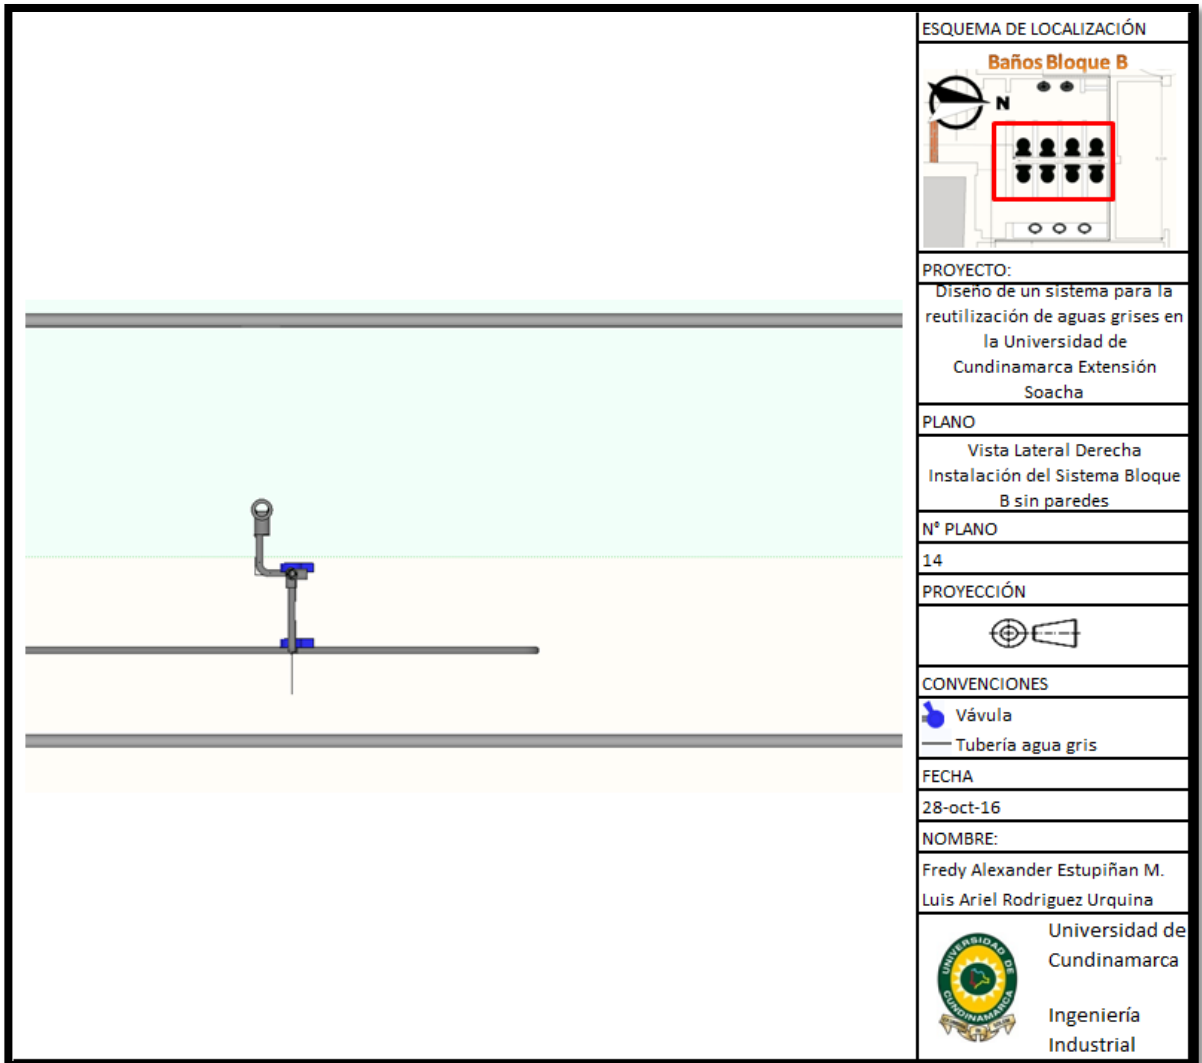 ESQUEMA DE LOCALIZACIÓN
Baños Bloque B
N
PROYECTO:
Diseño de un sistema para la
reutilización de aguas grises en
la Universidad de
Cundinamarca Extensión
Soacha
PLANO
Vista Lateral Derecha
Instalación del Sistema Bloque
B sin paredes
N° PLANO
14
PROYECCIÓN
CONVENCIONES
Vávula
Tubería agua gris
FECHA
28-oct-16
NOMBRE:
Fredy Alexander Estupiñan M.
Luis Ariel Rodriguez Urquina
UNIVERSIDAD DE
CUNDINAMARCA
Universidad de
Cundinamarca
Ingeniería
Industrial